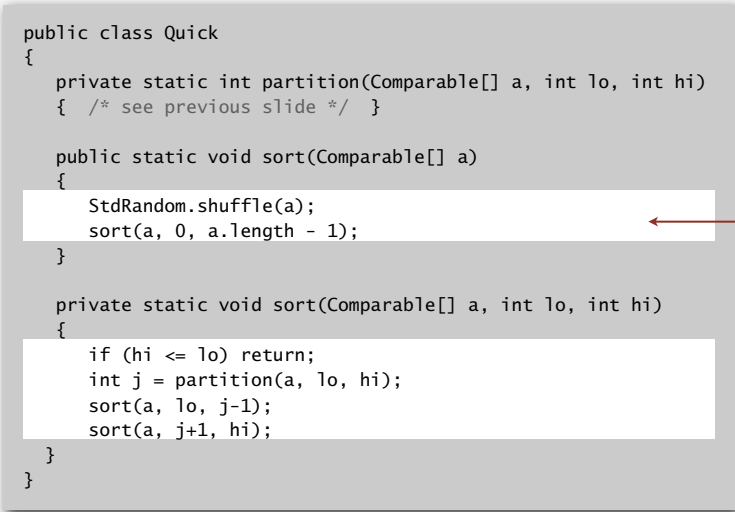 public class Quick
{
   private static int partition(Comparable[] a, int lo, int hi)
   {  /* see previous slide */  }

   public static void sort(Comparable[] a)
   {
      StdRandom.shuffle(a);
      sort(a, 0, a.length - 1);
   }

   private static void sort(Comparable[] a, int lo, int hi)
   {
      if (hi <= lo) return;
      int j = partition(a, lo, hi);
      sort(a, lo, j-1);
      sort(a, j+1, hi);
  }
}